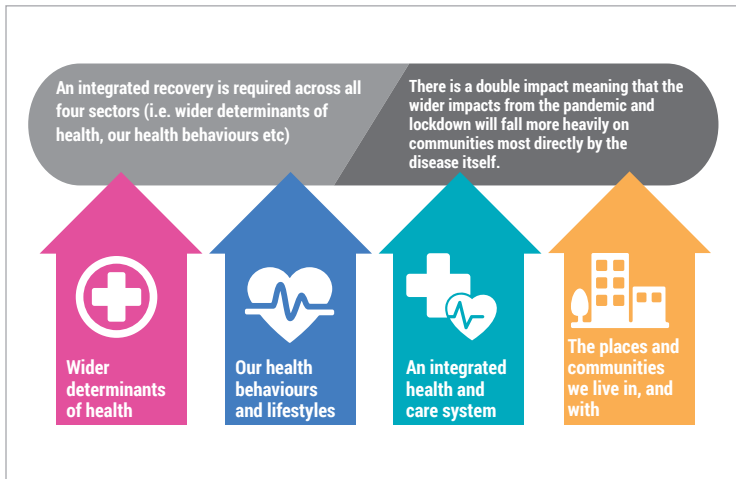 An integrated recovery is required across all
four sectors (i.e. wider determinants of
health, our health behaviours etc)
There is a double impact meaning that the
wider impacts from the pandemic and
lockdown will fall more heavily on
communities most directly by the
disease itself.
Wider
determinants
of health
Our health
behaviours
and lifestyles
An integrated
health and
care system
The places and
communities
we live in, and
with